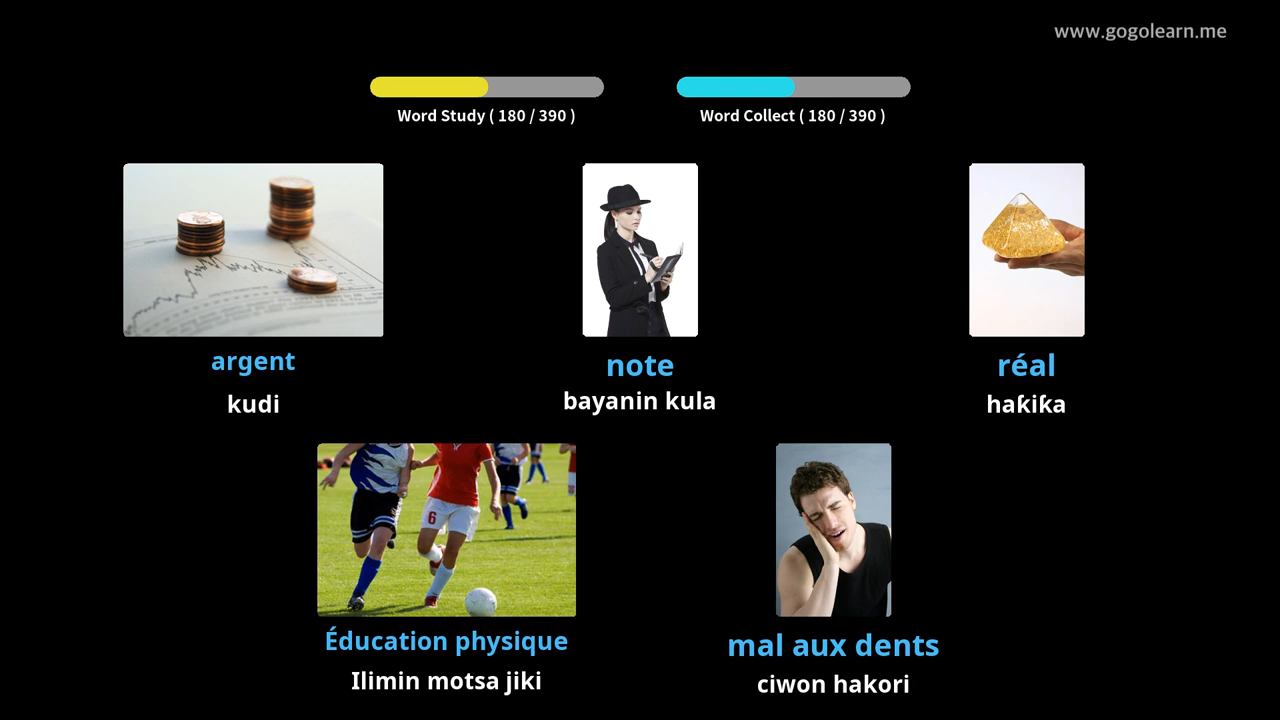 www.gogolearn.me
Word Study ( 180 / 390 )
Word Collect ( 180 / 390 )
argent
kudi
note
bayanin kula
réal
haƙiƙa
Éducation physique
Ilimin motsa jiki
mal aux dents
ciwon hakori